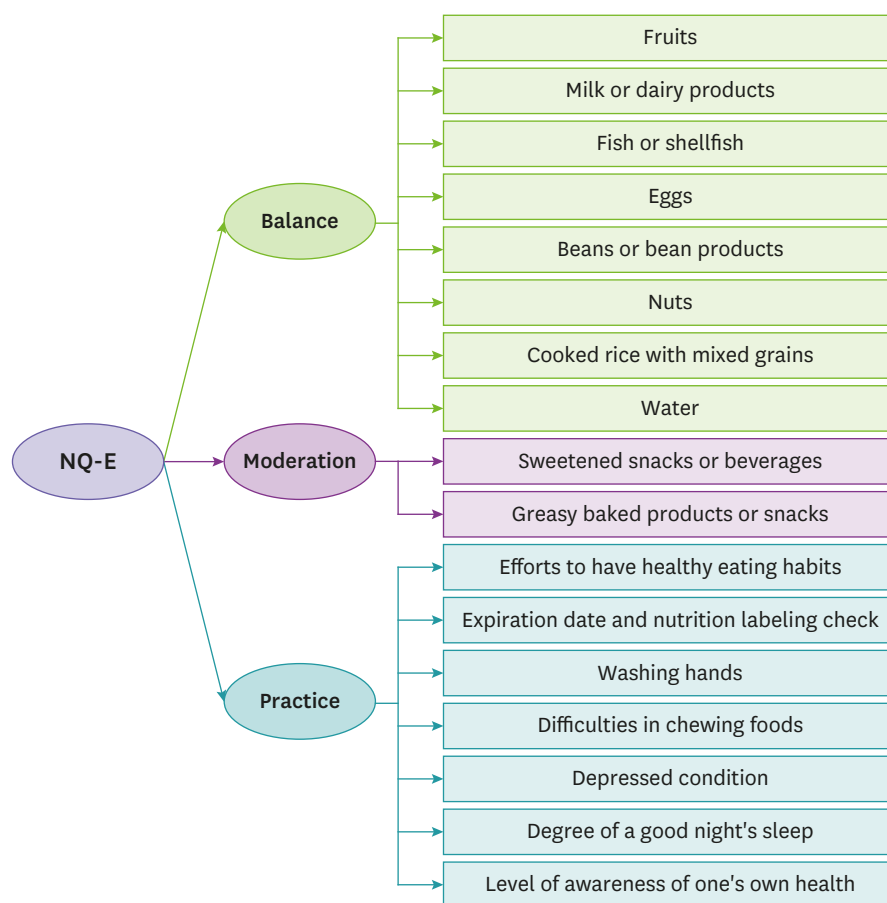 NQ-E
Balance
Fruits
Milk or dairy products
Fish or shellfish
Eggs
Beans or bean products
Nuts
Cooked rice with mixed grains
Water
Moderation
Sweetened snacks or beverages
Greasy baked products or snacks
Practice
Efforts to have healthy eating habits
Expiration date and nutrition labeling check
Washing hands
Difficulties in chewing foods
Depressed condition
Degree of a good night's sleep
Level of awareness of one's own health